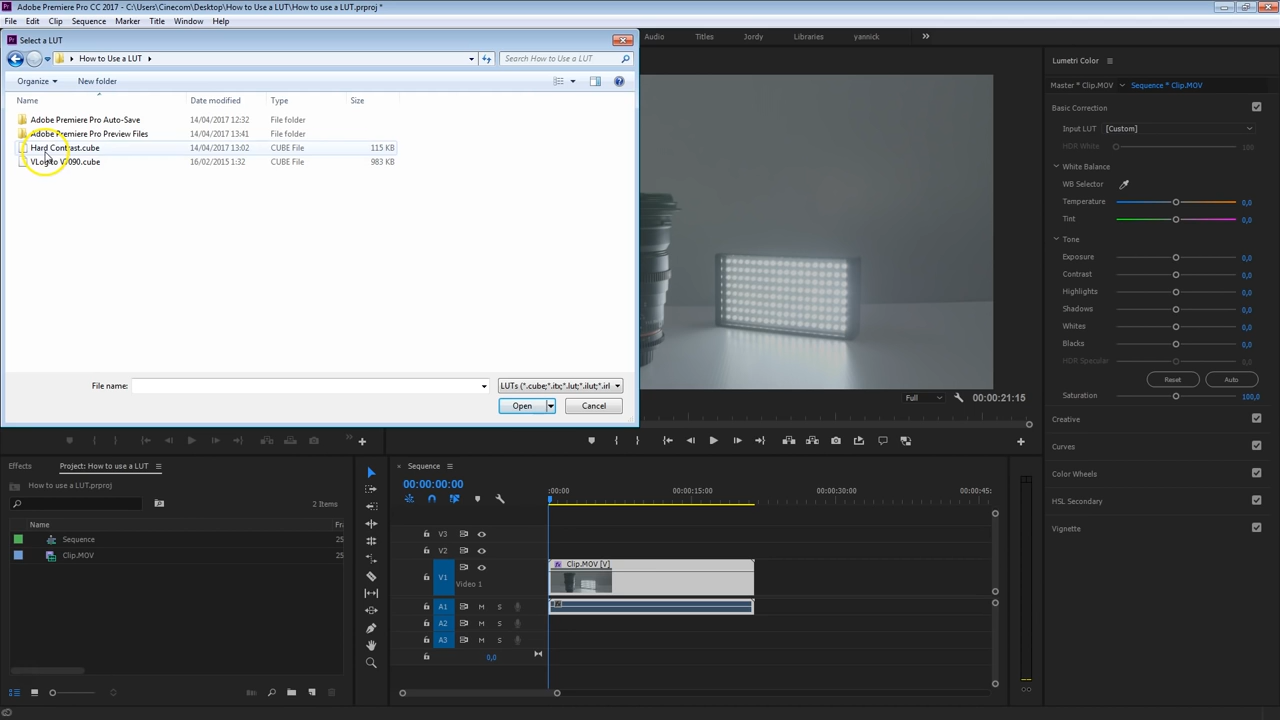 Adobe Premiere Pro CC 2017 - C:\Users\Cinecom\Desktop\How to Use a LUT\How to use a LUT.prproj *
File Edit Clip Sequence Marker Title Window Help
Select a LUT
Audio Titles Jordy Libraries yannick
How to Use a LUT
Search How to Use a LUT
Lumetri Color
Organize New folder
Master * Clip.MOV Sequence * Clip.MOV
Name Date modified Type Size
Basic Correction
Adobe Premiere Pro Auto-Save 14/04/2017 12:32 File folder
Input LUT [Custom]
Adobe Premiere Pro Preview Files 14/04/2017 13:41 File folder
HDR White 100
Hard Contrast.cube 14/04/2017 13:02 CUBE File 115 KB
16/02/2015 1:32 CUBE File 983 KB
White Balance
WB Selector
Temperature 0,0
Tint 0,0
Tone
Exposure 0,0
Contrast 0,0
Highlights 0,0
Shadows 0,0
Whites 0,0
Blacks 0,0
HDR Specular 0,0
Reset Auto
File name: LUTs (*.cube;*.itx;*.lut;*.ilut;*.irl
Saturation 100,0
Open Cancel
Full 00:00:21:15
Creative
Curves
Effects Project: How to use a LUT
Sequence
Color Wheels
How to use a LUT.prproj
00:00:00:00
:00:00 00:00:15:00 00:00:30:00 00:00:45:
HSL Secondary
2 Items
Name
Vignette
Sequence 25
V3
Clip.MOV 25
V2
Clip.MOV [V]
V1 Video 1
A1 M S
A2 M S
A3 M S
0,0